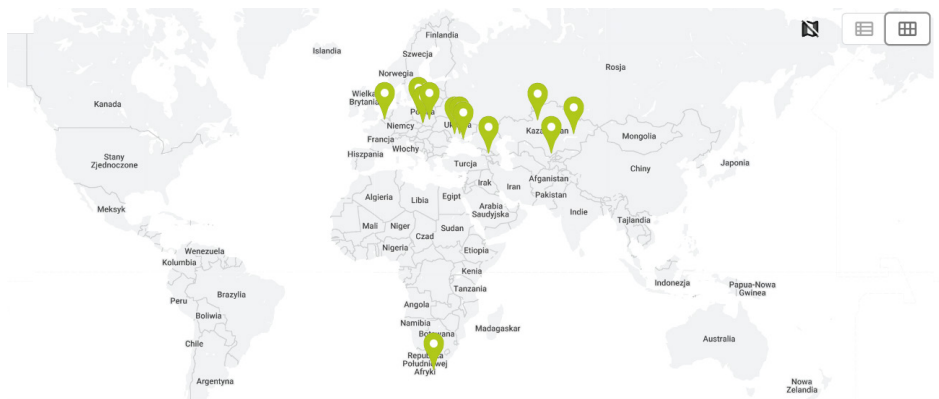 Finlandia
Islandia
Szwecja
Rosja
Norwegia
Wielka
Brytania
Kanada
Niemcy
Mongolia
Francja
Włochy
Hiszpania
Stany
Zjednoczone
Turcja
Chiny
Japonia
Afganistan
Irak
Iran
Pakistan
Algieria
Libia
Egipt
Arabia
Saudyjska
Indie
Meksyk
Tajlandia
Mali
Niger
Czad
Sudan
Nigeria
Etiopia
Wenezuela
Kolumbia
Kenia
Indonezja
Papua-Nowa
Gwinea
Tanzania
Peru
Brazylia
Angola
Boliwia
Namibia
Botswana
Madagaskar
Chile
Australia
Republika
Południowej
Afryki
Argentyna
Nowa
Zelandia